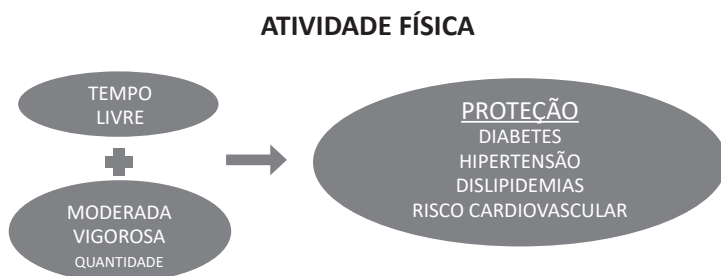 ATIVIDADE FÍSICA
TEMPO
LIVRE
MODERADA
VIGOROSA
QUANTIDADE
PROTEÇÃO
DIABETES
HIPERTENSÃO
DISLIPIDEMIAS
RISCO CARDIOVASCULAR